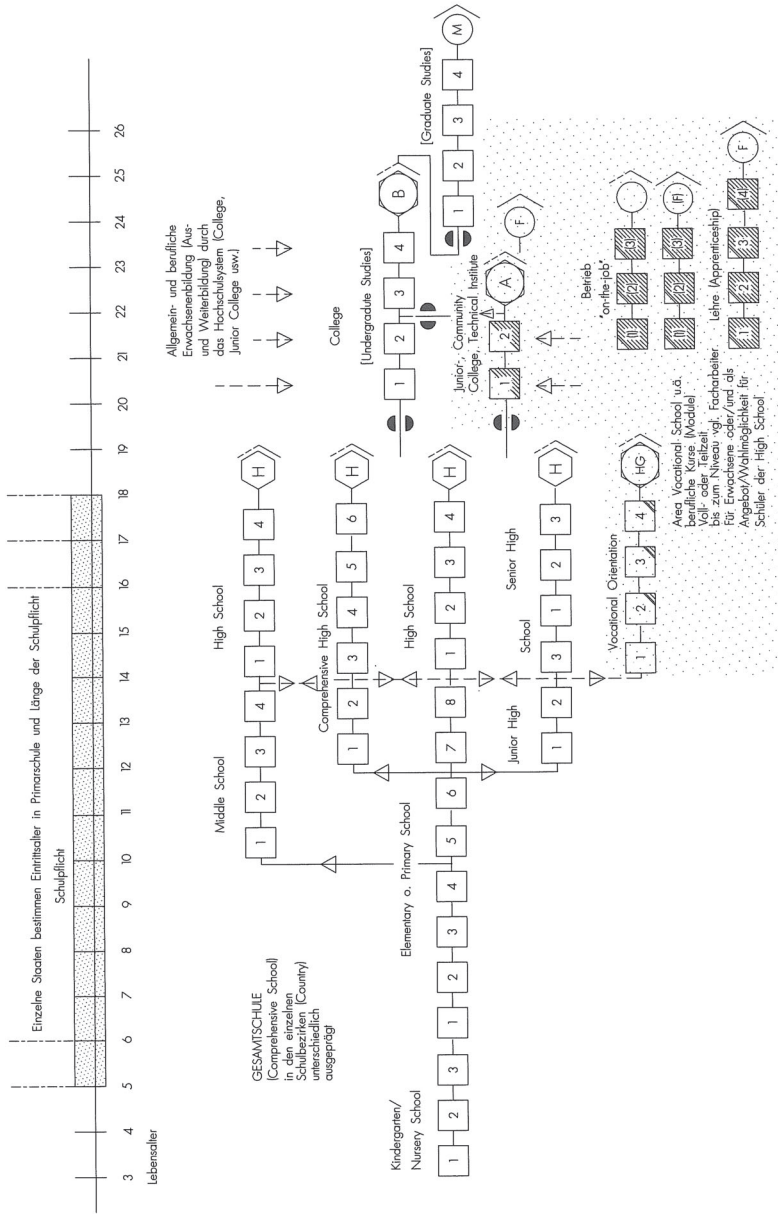 Einzelne Staaten bestimmen Eintrittsalter in Primarschule und Länge der Schulpflicht
Schulpflicht
3 4 5 6 7 8 9 10 11 12 13 14 15 16 17 18 19 20 21 22 23 24 25 26
Lebensalter
GESAMTSCHULE
(Comprehensive School)
in den einzelnen
Schulbezirken (Country)
unterschiedlich
ausgeprägt
Allgemein- und berufliche
Erwachsenenbildung (Aus-
und Weiterbildung) durch
das Hochschulsystem (College,
Junior College usw.)
Middle School
High School
1 2 3 4 1 2 3 4 H
Comprehensive High School
1 2 3 4 5 6 H
Kindergarten/
Nursery School
Elementary o. Primary School
High School
1 2 3 1 2 3 4 5 6 7 8 1 2 3 4 H
Junior High
School
Senior High
1 2 3 1 2 3 H
Vocational Orientation
1 2 3 4 HG
College
[Undergradute Studies]
1 2 3 4 B
[Graduate Studies]
1 2 3 4 M
Junior, Community
College, Technical Institute
1 2 A F
Area Vocational School u.ä.
berufliche Kurse (Module)
Voll- oder Teilzeit
bis zum Niveau vgl. Facharbeiter
Für Erwachsene oder/und als
Angebot/Wahlmöglichkeit für
Schüler der High School
Betrieb
"on-the-job"
(1) (2) (3)
(1) (2) (3) (F)
Lehre (Apprenticeship)
1 2 3 (4) F